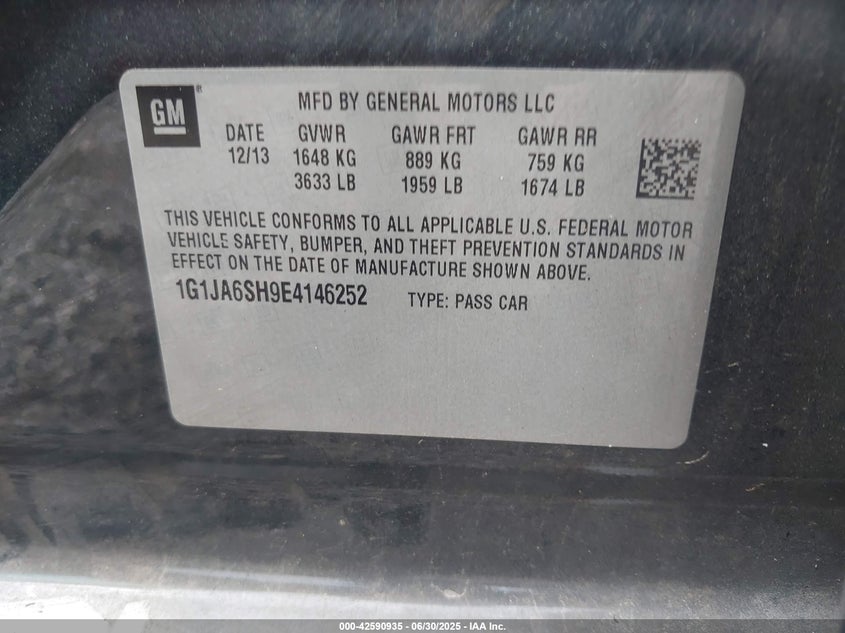 GM®
MFD BY GENERAL MOTORS LLC
DATE GVWR GAWR FRT GAWR RR
12/13 1648 KG 889 KG 759 KG
3633 LB 1959 LB 1674 LB
THIS VEHICLE CONFORMS TO ALL APPLICABLE U.S. FEDERAL MOTOR
VEHICLE SAFETY, BUMPER, AND THEFT PREVENTION STANDARDS IN
EFFECT ON THE DATE OF MANUFACTURE SHOWN ABOVE.
1G1JA6SH9E4146252 TYPE: PASS CAR
000-42590935 - 06/30/2025 - IAA Inc.